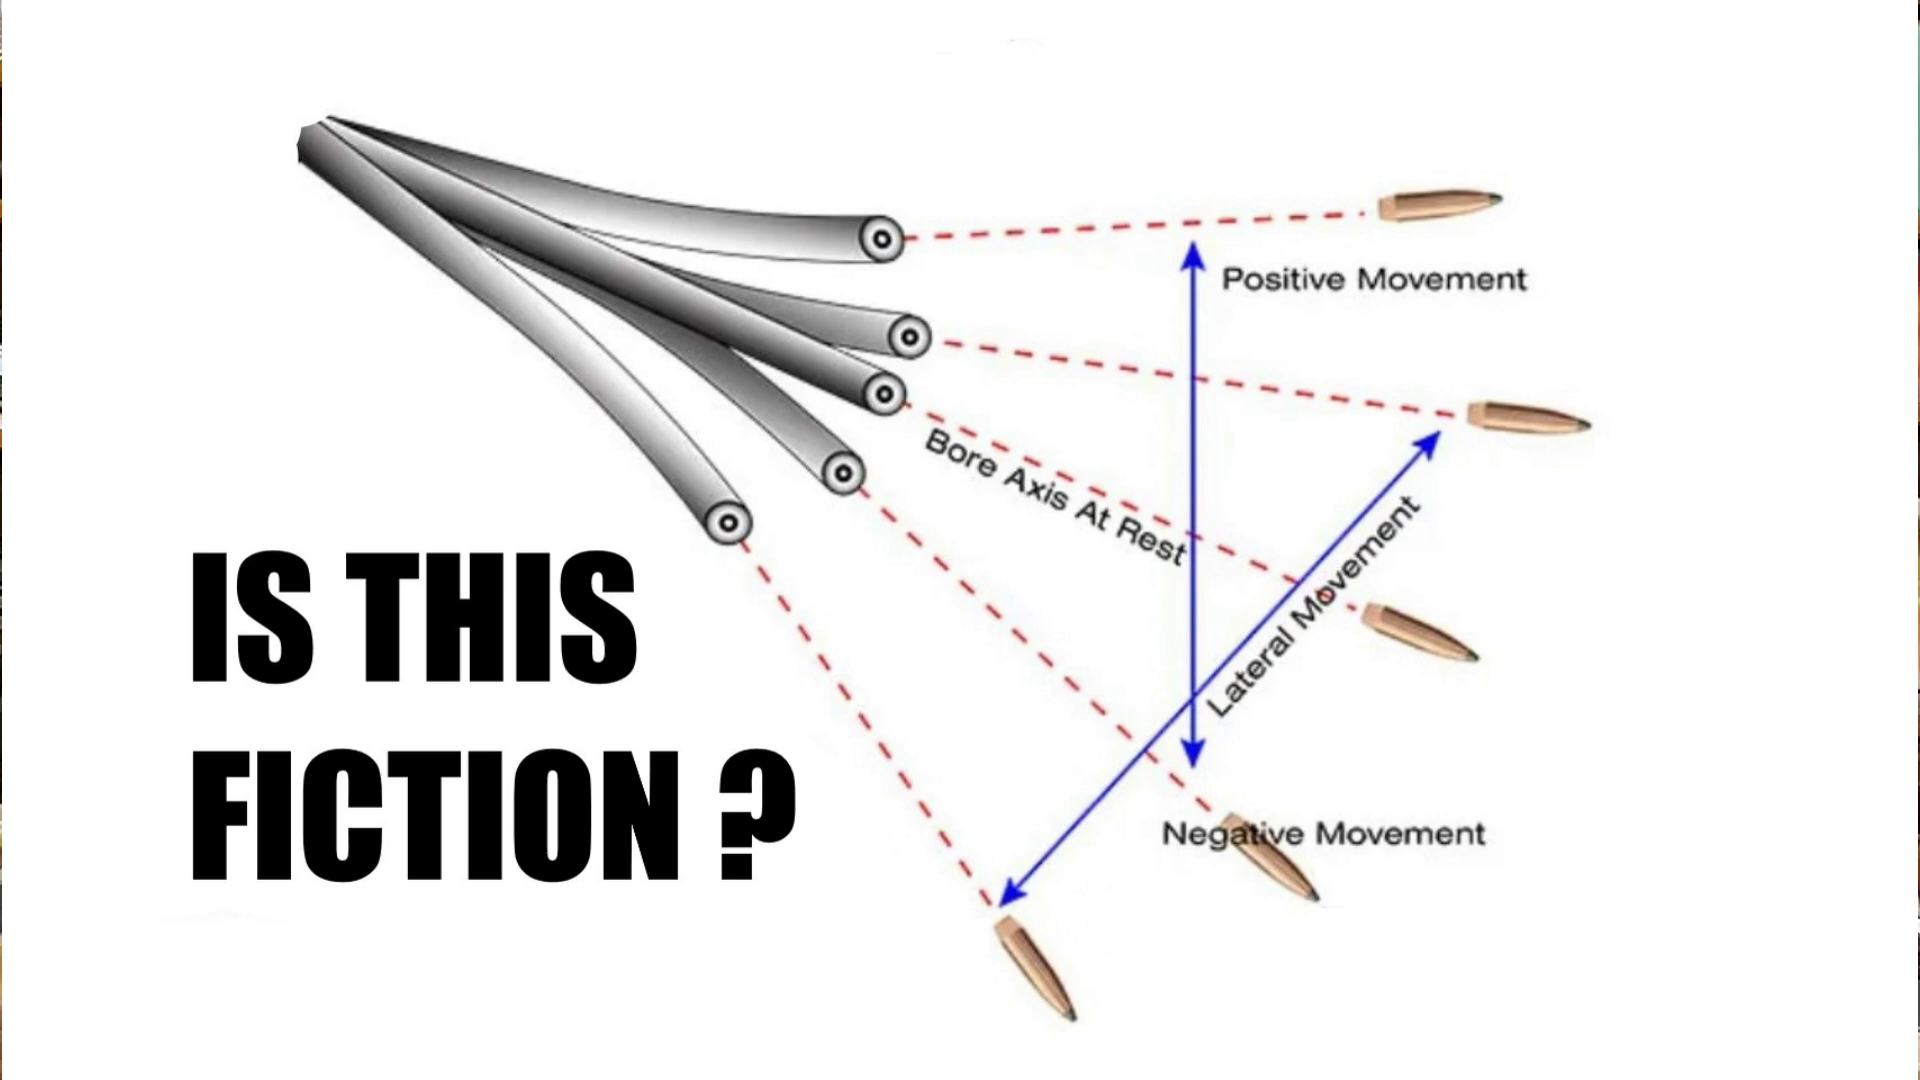 Positive Movement
Bore Axis At Rest
Lateral Movement
IS THIS
FICTION ?
Negative Movement